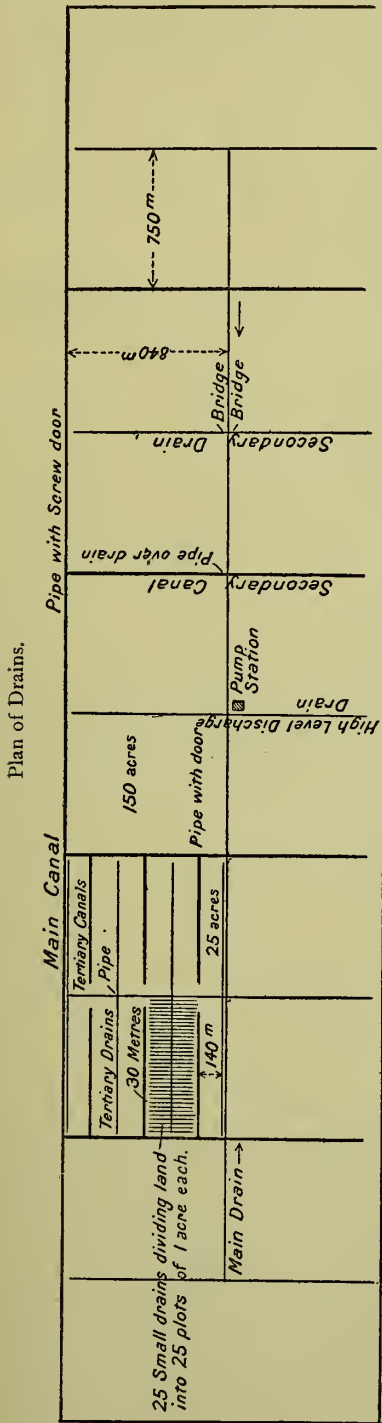 Plan of Drains.
Main Canal
Pipe with Screw door
Tertiary Canals
Pipe
Tertiary Drains
30 Metres
150 acres
25 acres
140 m
Pipe with door
25 Small drains dividing land
into 25 plots of 1 acre each.
Main Drain
High Level Discharge
Drain
Pump
Station
Secondary
Canal
Pipe over drain
Secondary
Drain
Bridge
Bridge
840 m
750 m